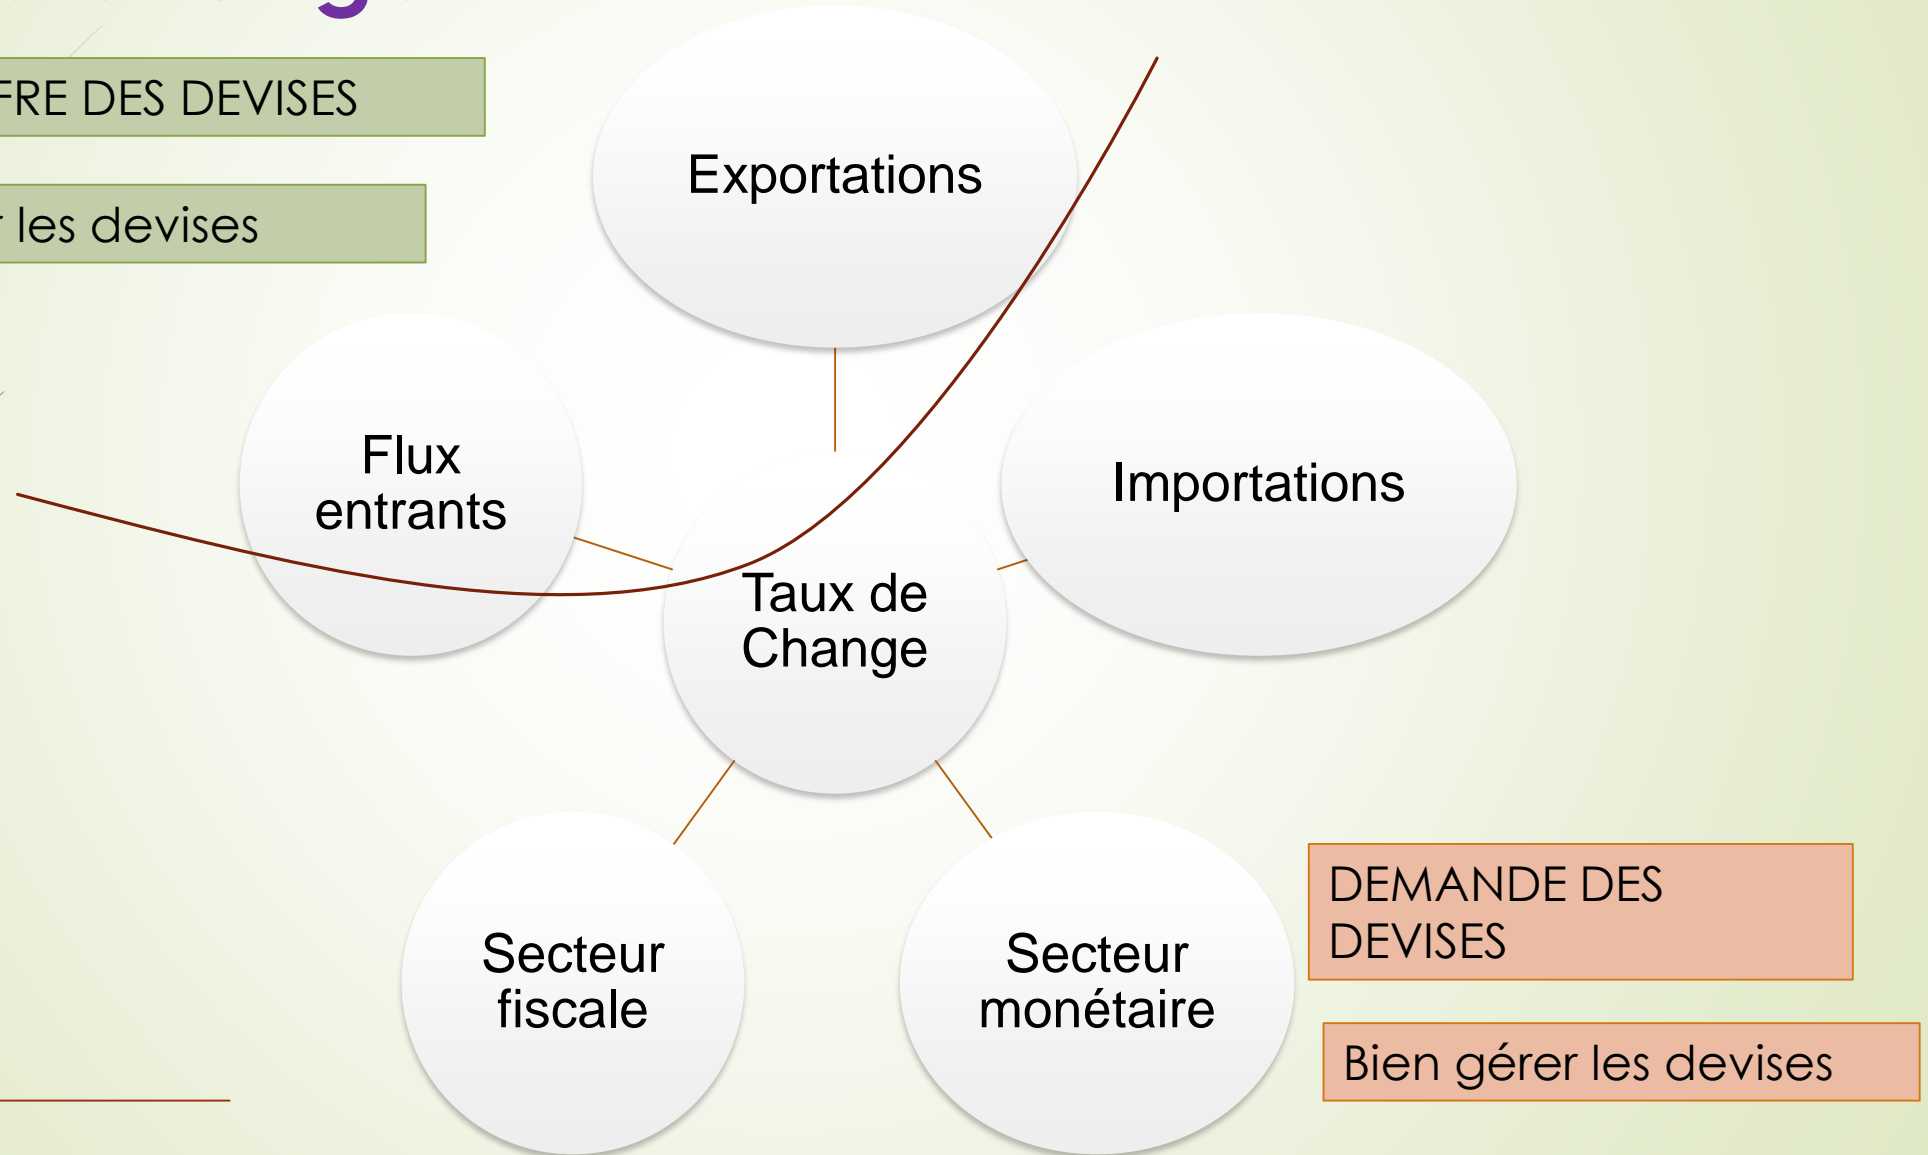 FRE DES DEVISES
les devises
Exportations
Flux
entrants
Importations
Taux de
Change
Secteur
fiscale
Secteur
monétaire
DEMANDE DES
DEVISES
Bien gérer les devises